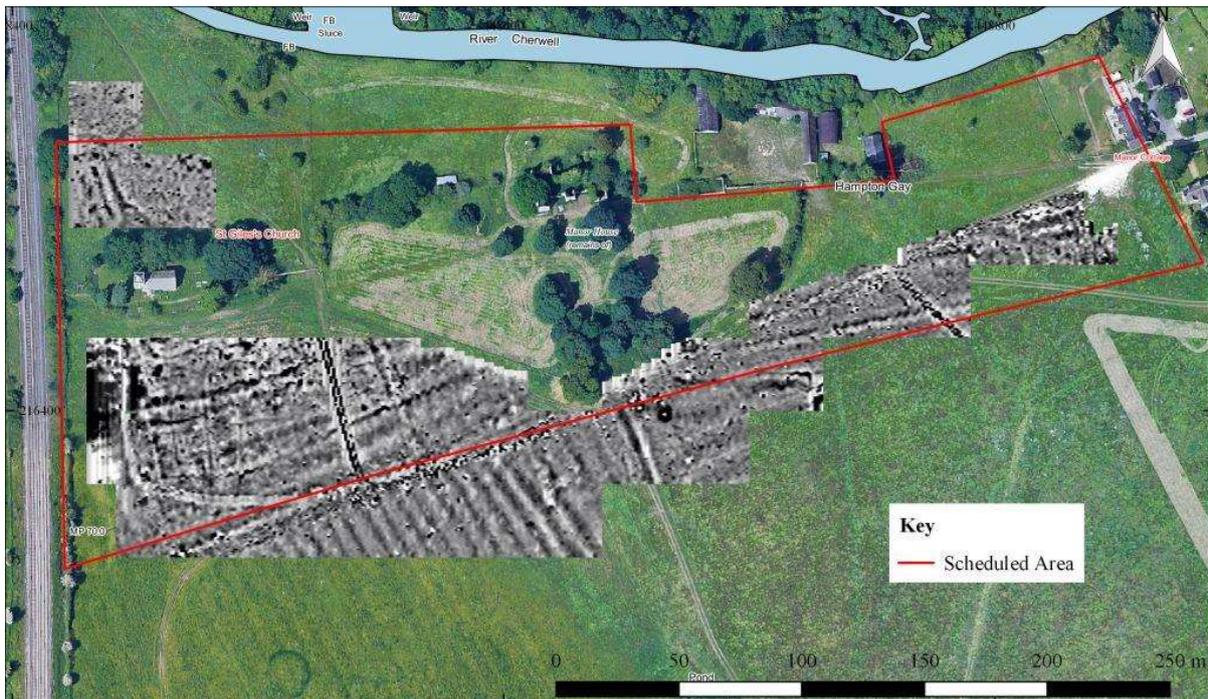 Weir
FB
Sluice
FB
Weir
River Cherwell
N
Manor Cottage
Hampton Gay
St Giles's Church
Manor House
(remains of)
216400
MP 70.0
Key
Scheduled Area
0 50 100 150 200 250 m
Pond